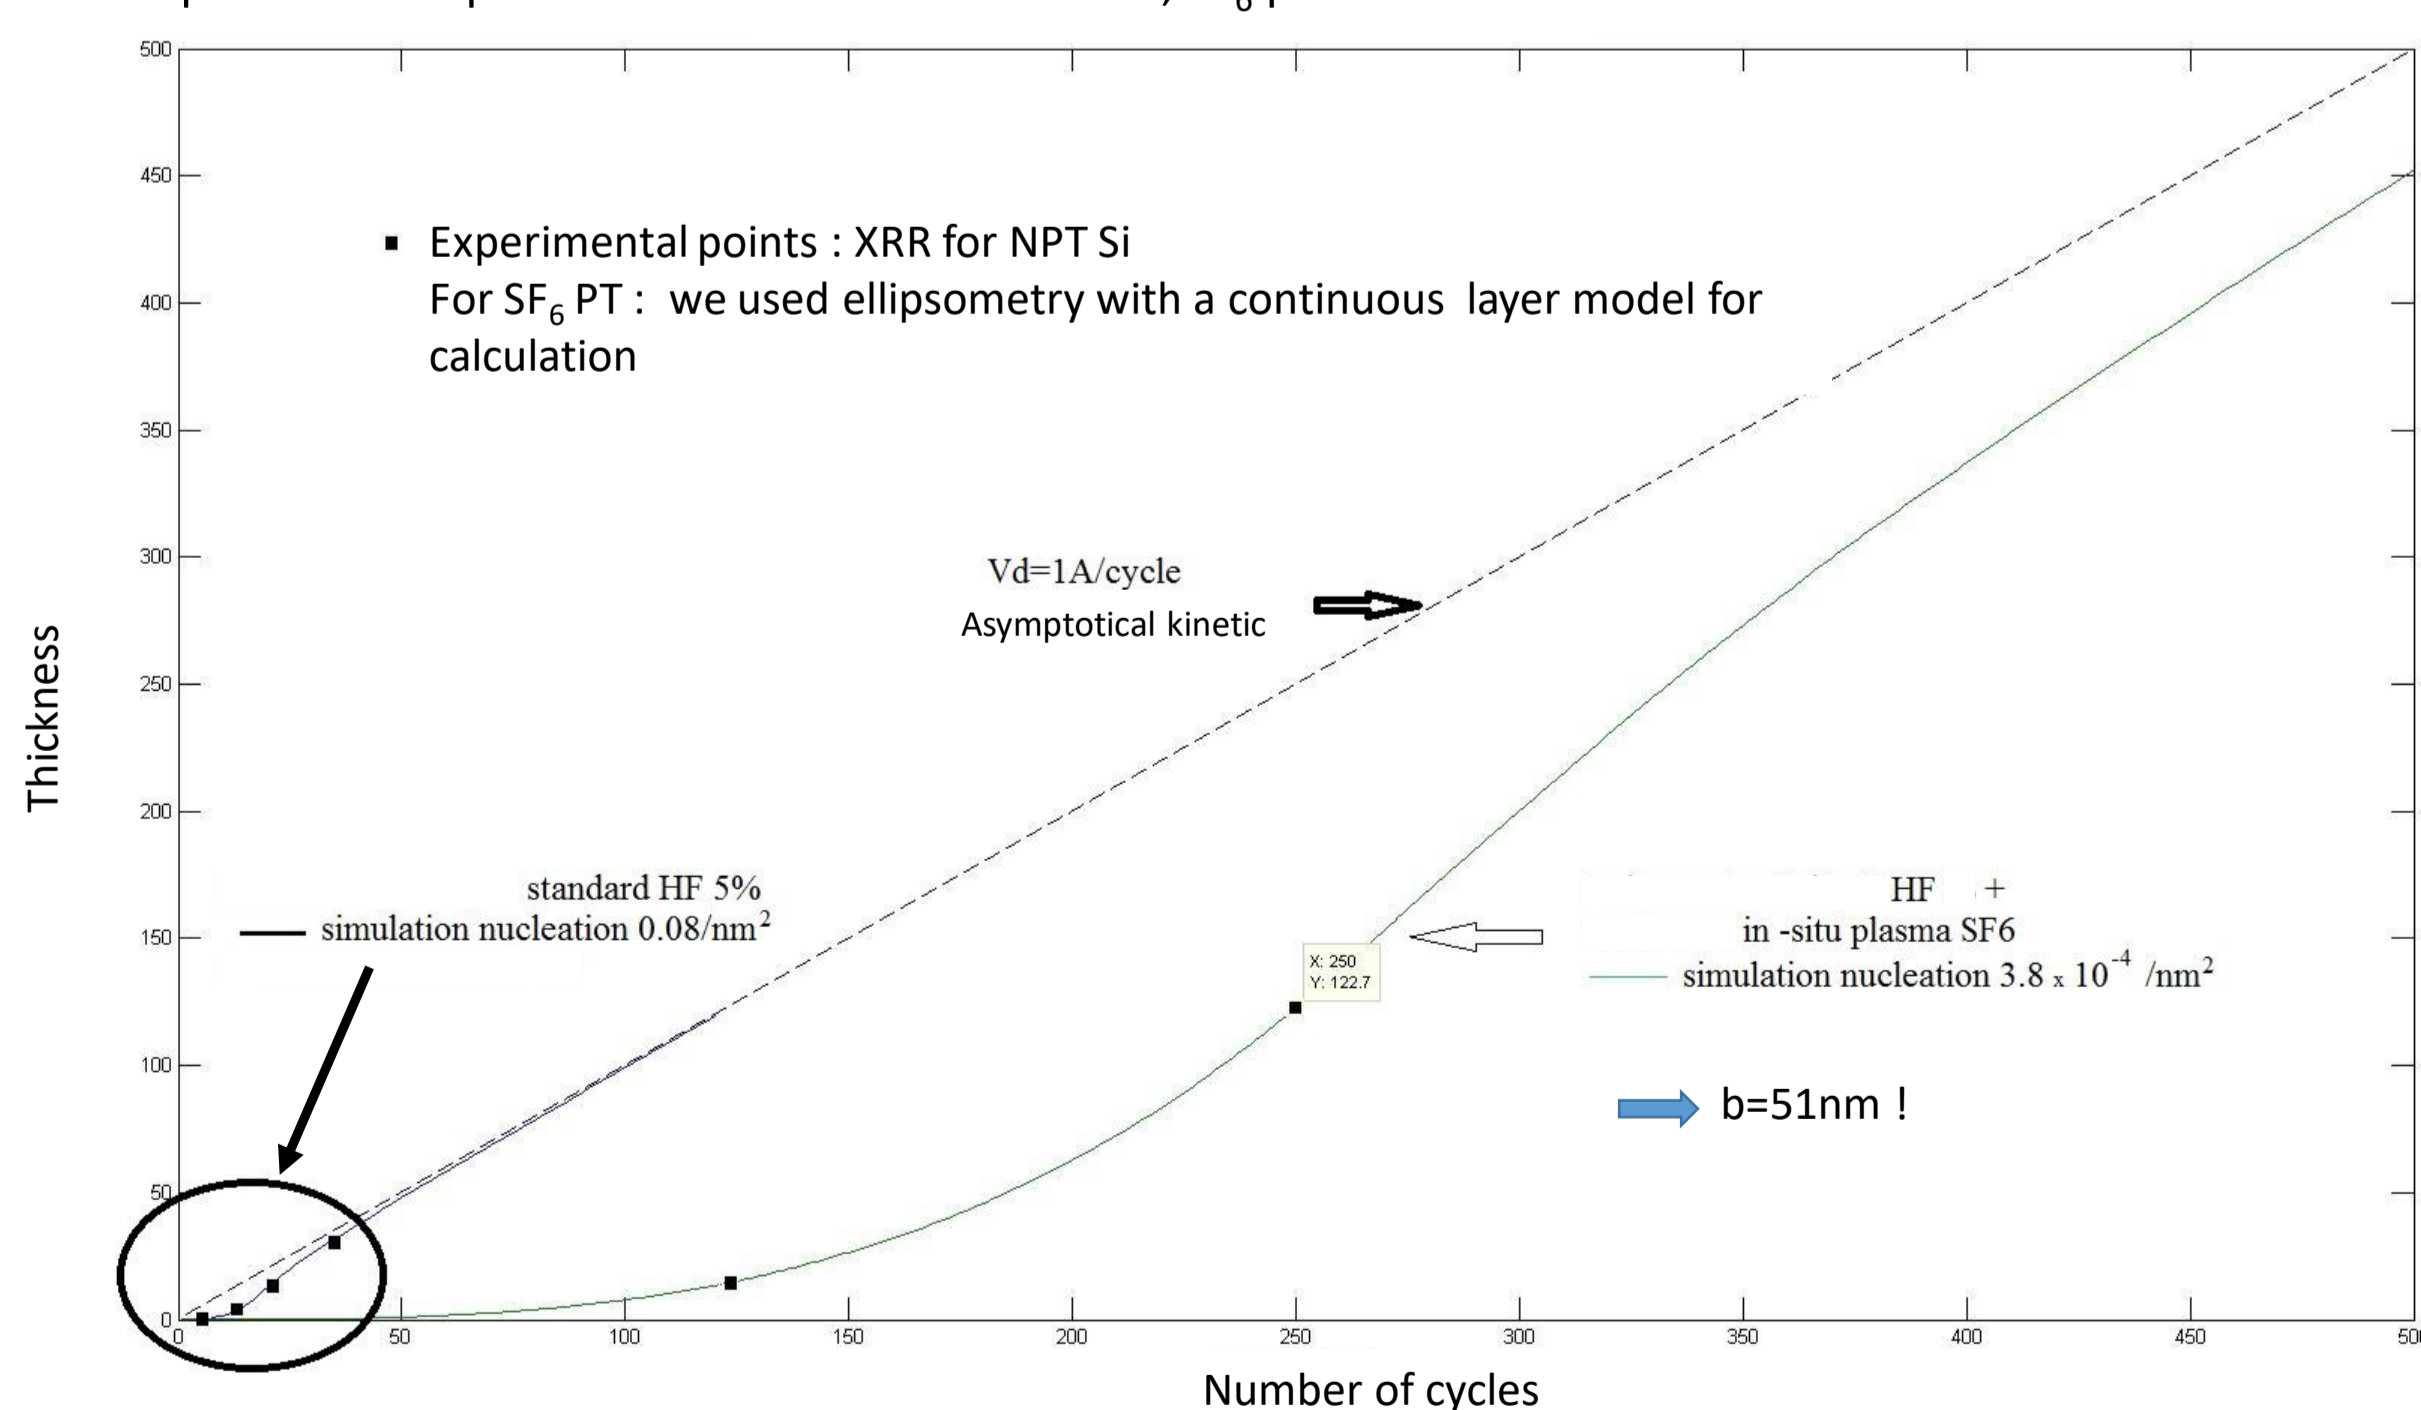 500
450
400
350
300
250
200
150
100
50
0
Thickness
▪ Experimental points : XRR for NPT Si
For SF₆ PT : we used ellipsometry with a continuous layer model for
calculation
Vd=1A/cycle
Asymptotical kinetic
standard HF 5%
simulation nucleation 0.08/nm²
HF +
in -situ plasma SF6
simulation nucleation 3.8 x 10⁻⁴ /nm²
X: 250
Y: 122.7
b=51nm !
0 50 100 150 200 250 300 350 400 450
Number of cycles